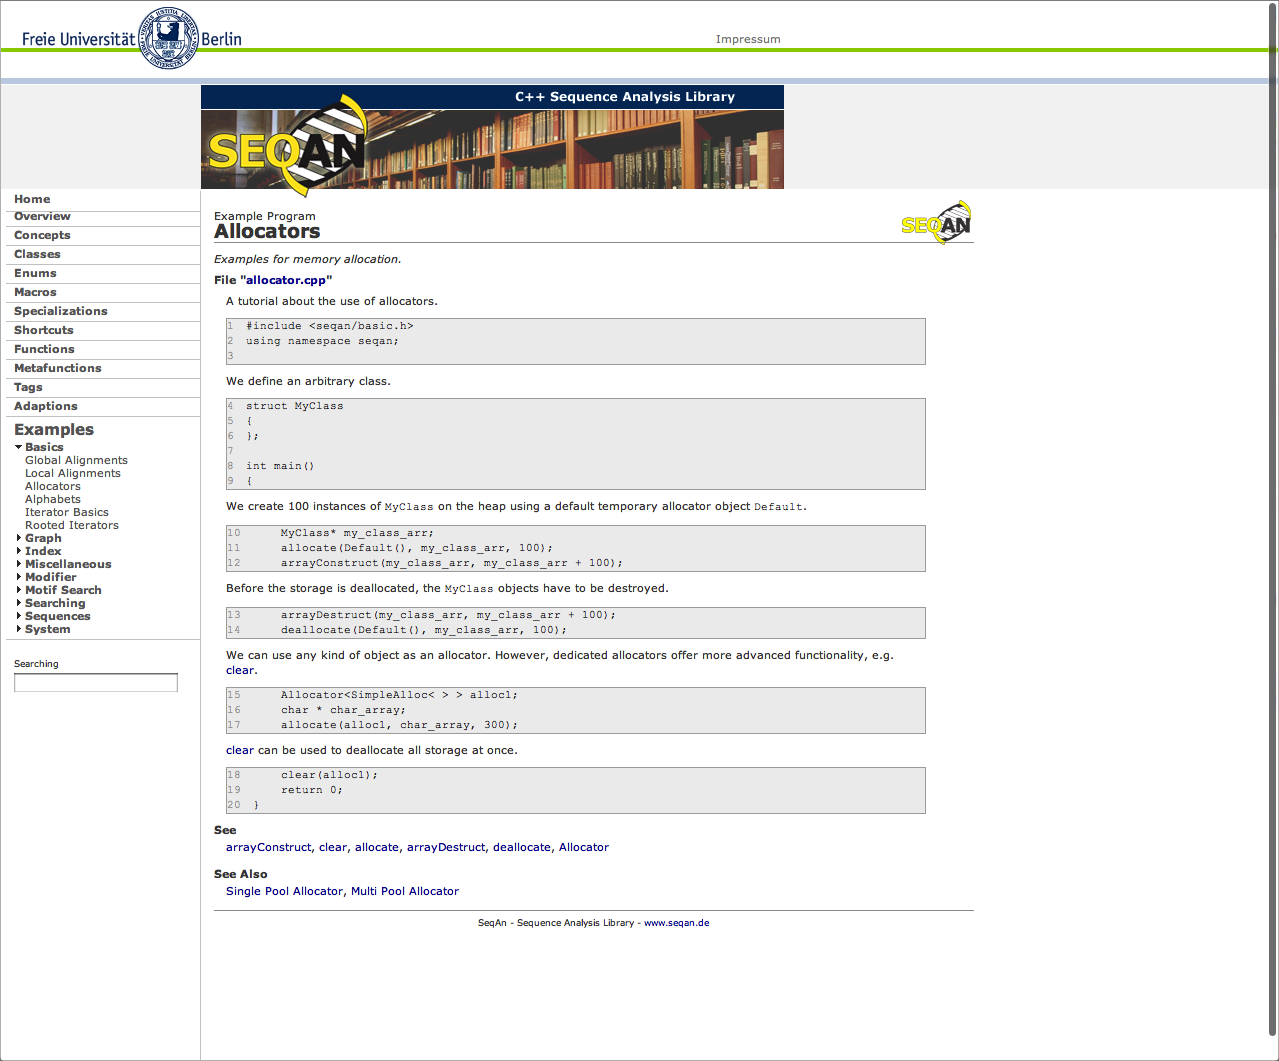 Freie Universität Berlin
Impressum
C++ Sequence Analysis Library
SEQAN
Home
Overview
Concepts
Classes
Enums
Macros
Specializations
Shortcuts
Functions
Metafunctions
Tags
Adaptions
Examples
Basics
Global Alignments
Local Alignments
Allocators
Alphabets
Iterator Basics
Rooted Iterators
Graph
Index
Miscellaneous
Modifier
Motif Search
Searching
Sequences
System
Searching
Example Program
Allocators
SEQAN
Examples for memory allocation.
File "allocator.cpp"
A tutorial about the use of allocators.
1 #include <seqan/basic.h>
2 using namespace seqan;
3
We define an arbitrary class.
4 struct MyClass
5 {
6 };
7
8 int main()
9 {
We create 100 instances of MyClass on the heap using a default temporary allocator object Default.
10 MyClass* my_class_arr;
11 allocate(Default(), my_class_arr, 100);
12 arrayConstruct(my_class_arr, my_class_arr + 100);
Before the storage is deallocated, the MyClass objects have to be destroyed.
13 arrayDestruct(my_class_arr, my_class_arr + 100);
14 deallocate(Default(), my_class_arr, 100);
We can use any kind of object as an allocator. However, dedicated allocators offer more advanced functionality, e.g.
clear.
15 Allocator<SimpleAlloc< > > alloc1;
16 char * char_array;
17 allocate(alloc1, char_array, 300);
clear can be used to deallocate all storage at once.
18 clear(alloc1);
19 return 0;
20 }
See
arrayConstruct, clear, allocate, arrayDestruct, deallocate, Allocator
See Also
Single Pool Allocator, Multi Pool Allocator
SeqAn - Sequence Analysis Library - www.seqan.de